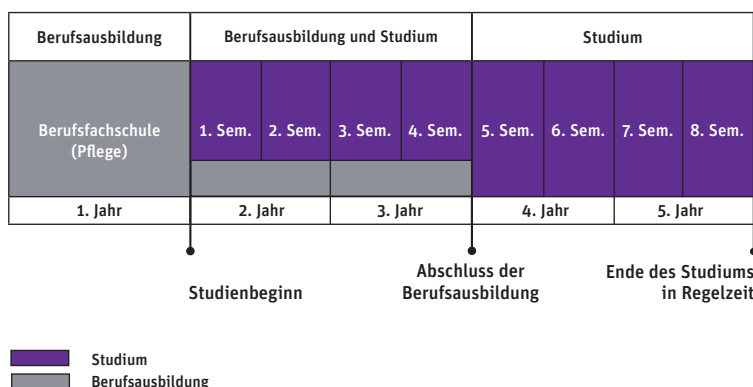 Berufsausbildung
Berufsausbildung und Studium
Studium
Berufsfachschule
(Pflege)
1. Sem.
2. Sem.
3. Sem.
4. Sem.
5. Sem.
6. Sem.
7. Sem.
8. Sem.
1. Jahr
2. Jahr
3. Jahr
4. Jahr
5. Jahr
Studienbeginn
Abschluss der
Berufsausbildung
Ende des Studiums
in Regelzeit
Studium
Berufsausbildung